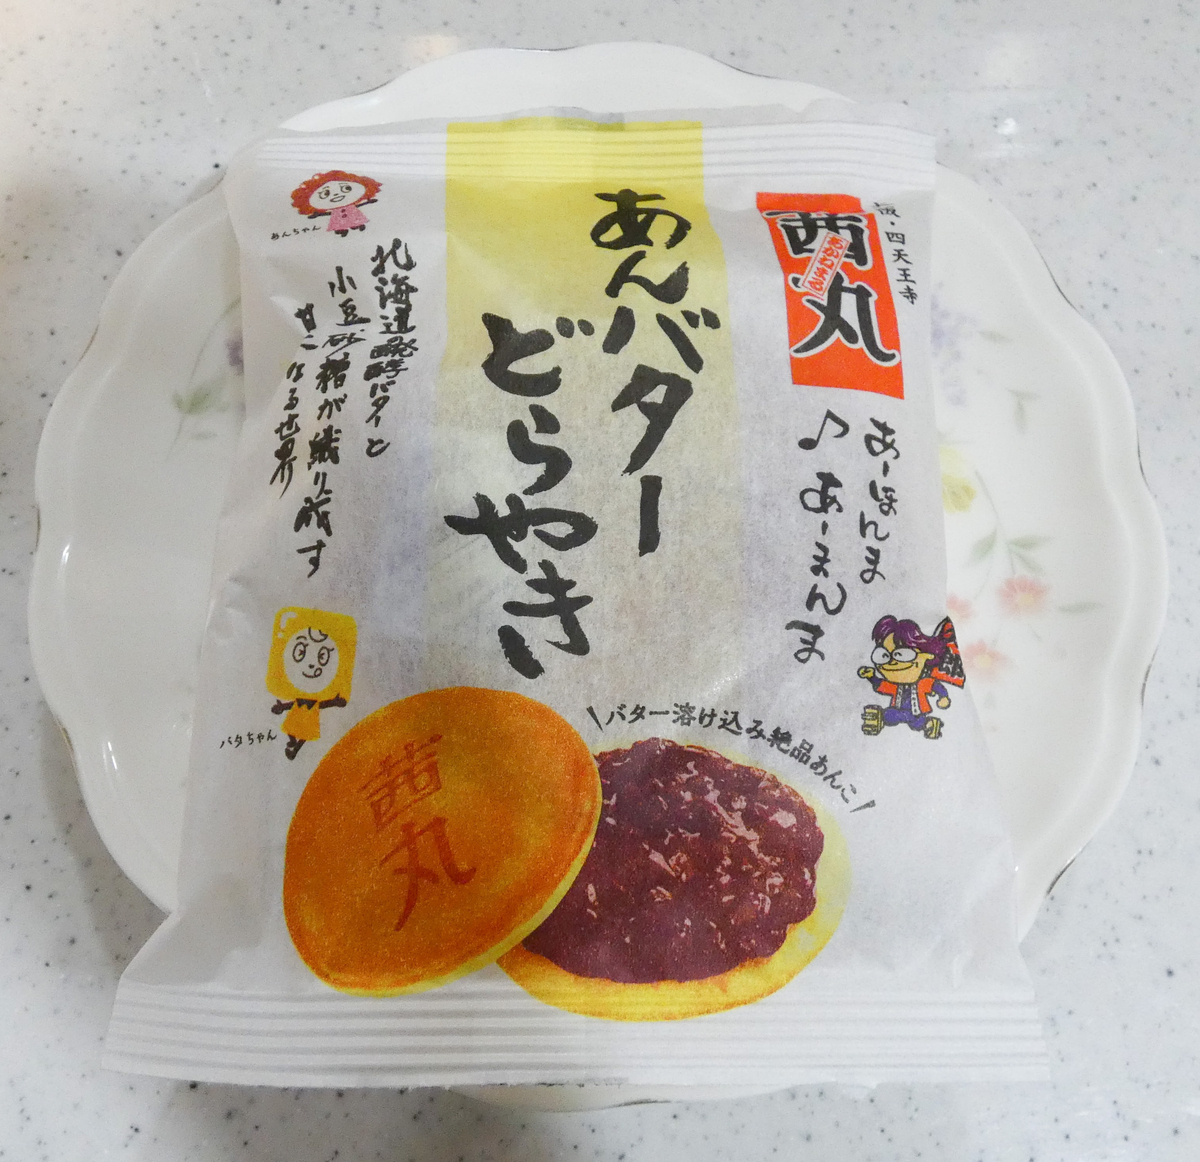 阪・四天王寺
茜丸
あかねまる
あーほんま
♪あーまんま
あんバター
どらやき
あんちゃん
北海道醗酵バターと
小豆砂糖が織り成す
甘〜なる世界
バタちゃん
\バター溶け込み絶品あんこ/
茜丸
郎